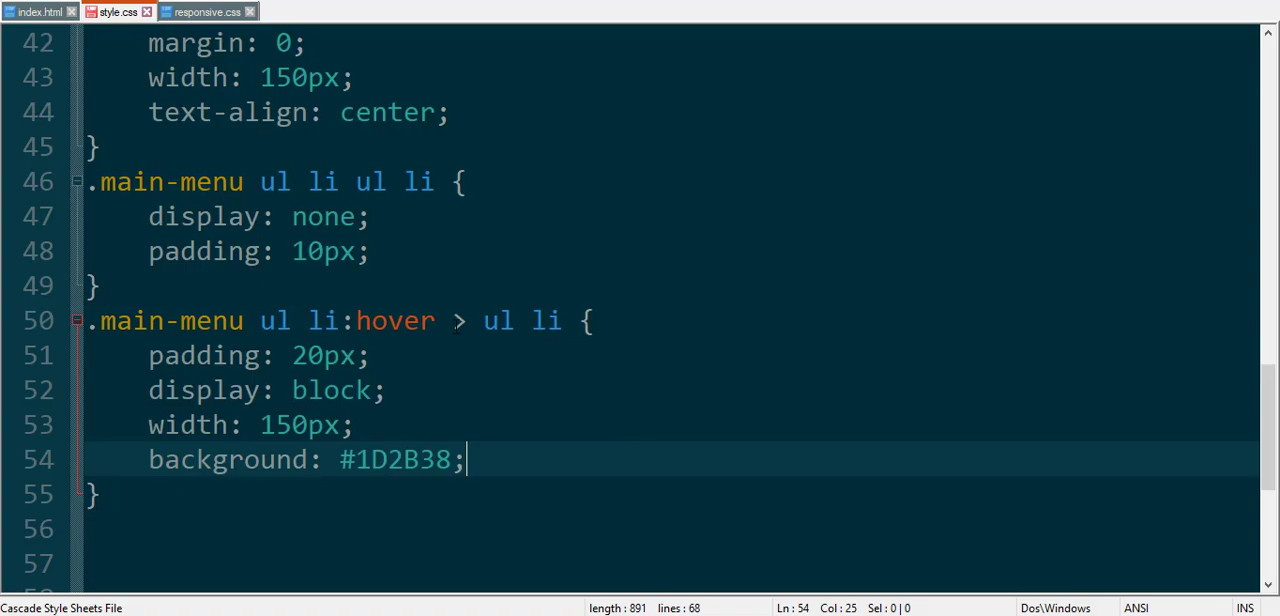 index.html style.css responsive.css
42 margin: 0;
43 width: 150px;
44 text-align: center;
45 }
46 .main-menu ul li ul li {
47 display: none;
48 padding: 10px;
49 }
50 .main-menu ul li:hover > ul li {
51 padding: 20px;
52 display: block;
53 width: 150px;
54 background: #1D2B38;
55 }
56
57
Cascade Style Sheets File length : 891 lines : 68 Ln : 54 Col : 25 Sel : 0 | 0 Dos\Windows ANSI INS